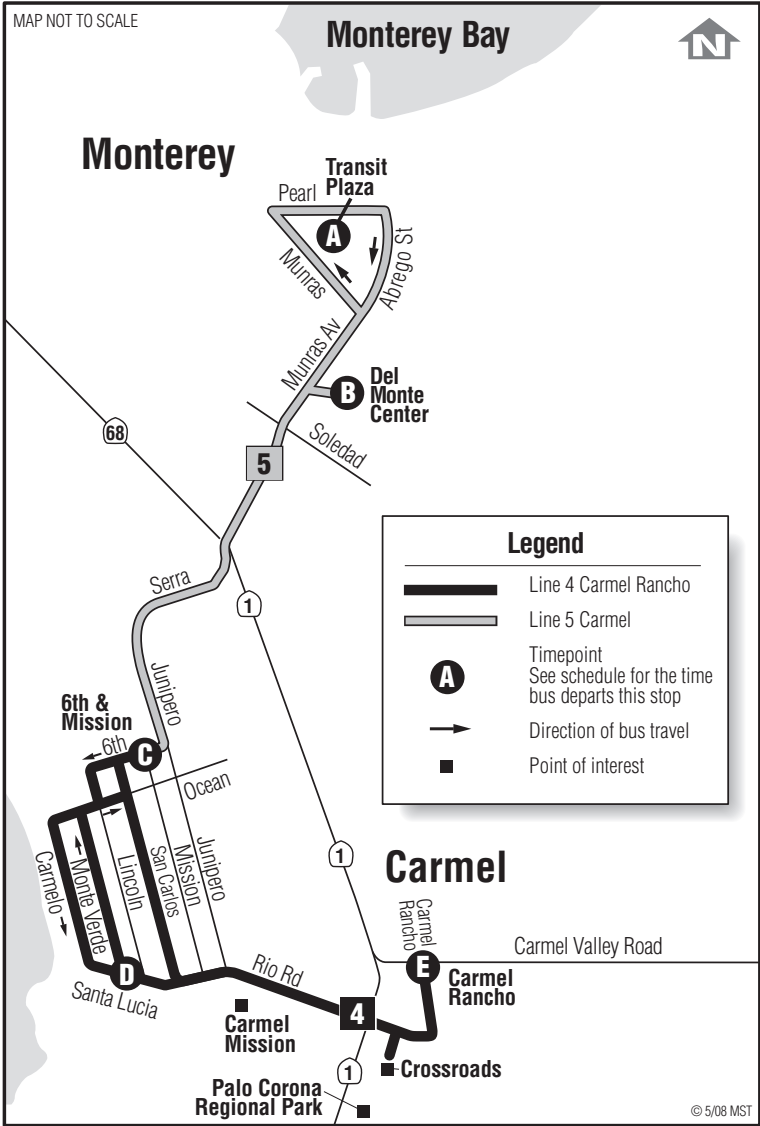 MAP NOT TO SCALE
Monterey Bay
N
Monterey
Transit
Plaza
Pearl
A
Munras
Abrego St
Munras Av
B
Del
Monte
Center
68
Soledad
5
Legend
Line 4 Carmel Rancho
Line 5 Carmel
A
Timepoint
See schedule for the time
bus departs this stop
Direction of bus travel
Point of interest
Serra
1
Junipero
6th &
Mission
6th
C
Ocean
Carmelo
Monte Verde
Lincoln
San Carlos
Mission
Junipero
1
Carmel
Carmel
Rancho
Carmel Valley Road
D
E
Carmel
Rancho
Santa Lucia
Rio Rd
4
Carmel
Mission
1
Crossroads
Palo Corona
Regional Park
© 5/08 MST